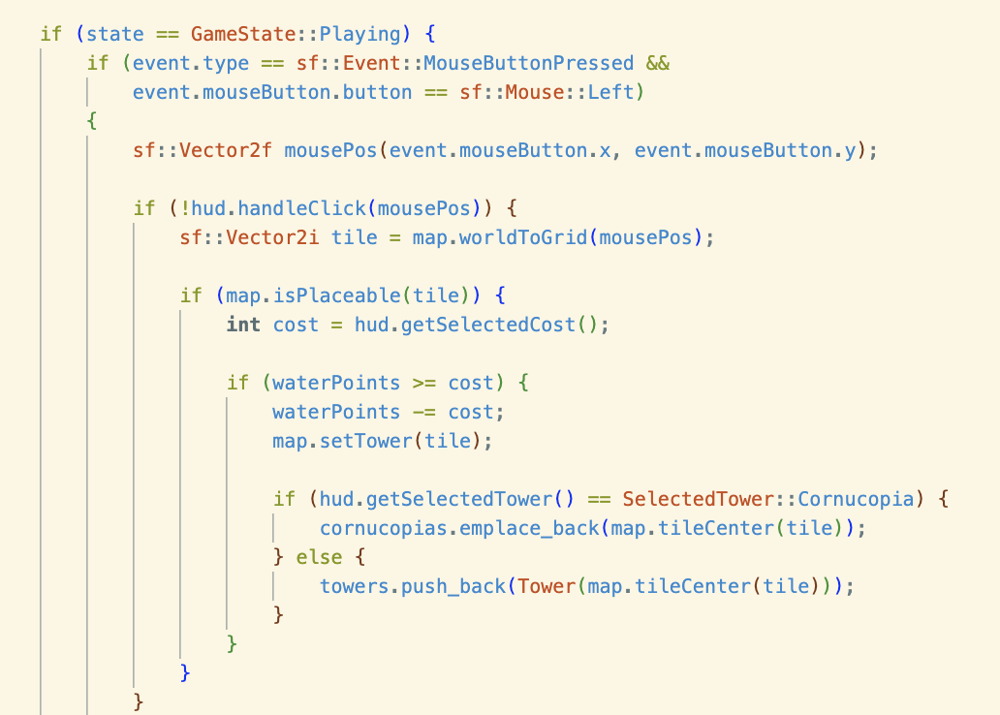 if (state == GameState::Playing) {
if (event.type == sf::Event::MouseButtonPressed &&
event.mouseButton.button == sf::Mouse::Left)
{
sf::Vector2f mousePos(event.mouseButton.x, event.mouseButton.y);
if (!hud.handleClick(mousePos)) {
sf::Vector2i tile = map.worldToGrid(mousePos);
if (map.isPlaceable(tile)) {
int cost = hud.getSelectedCost();
if (waterPoints >= cost) {
waterPoints -= cost;
map.setTower(tile);
if (hud.getSelectedTower() == SelectedTower::Cornucopia) {
cornucopias.emplace_back(map.tileCenter(tile));
} else {
towers.push_back(Tower(map.tileCenter(tile)));
}
}
}
}